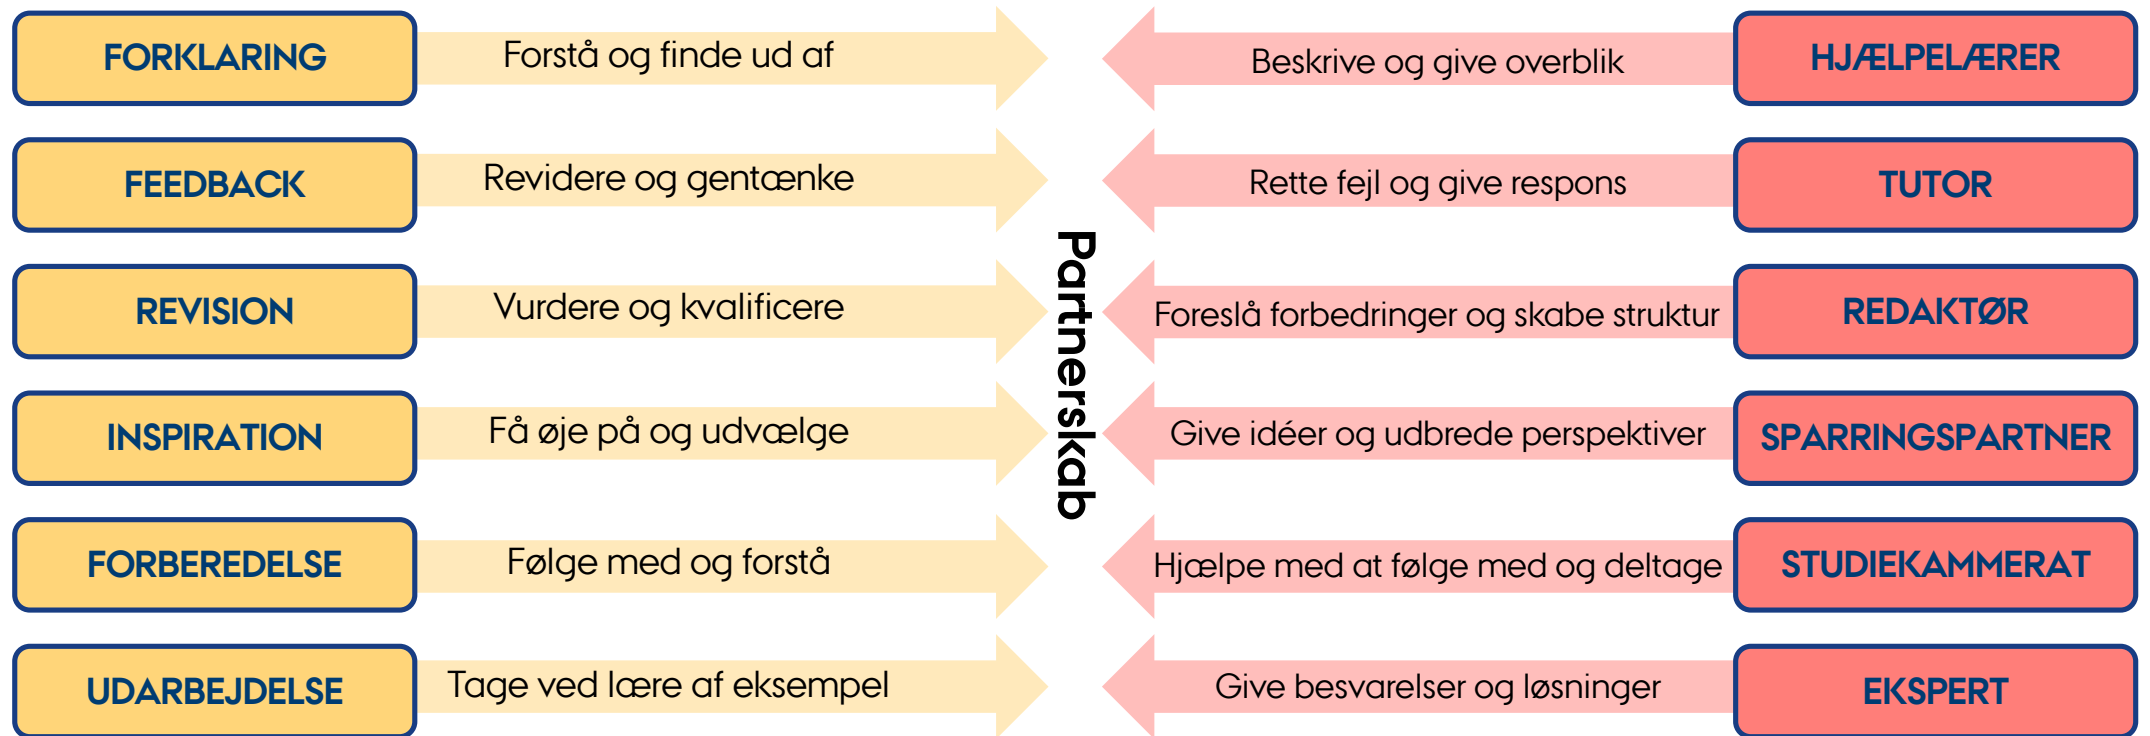 FORKLARING
Forstå og finde ud af
Beskrive og give overblik
HJÆLPELÆRER
FEEDBACK
Revidere og gentænke
Rette fejl og give respons
TUTOR
REVISION
Vurdere og kvalificere
Foreslå forbedringer og skabe struktur
REDAKTØR
INSPIRATION
Få øje på og udvælge
Give idéer og udbrede perspektiver
SPARRINGSPARTNER
FORBEREDELSE
Følge med og forstå
Hjælpe med at følge med og deltage
STUDIEKAMMERAT
UDARBEJDELSE
Tage ved lære af eksempel
Give besvarelser og løsninger
EKSPERT
Partnerskab